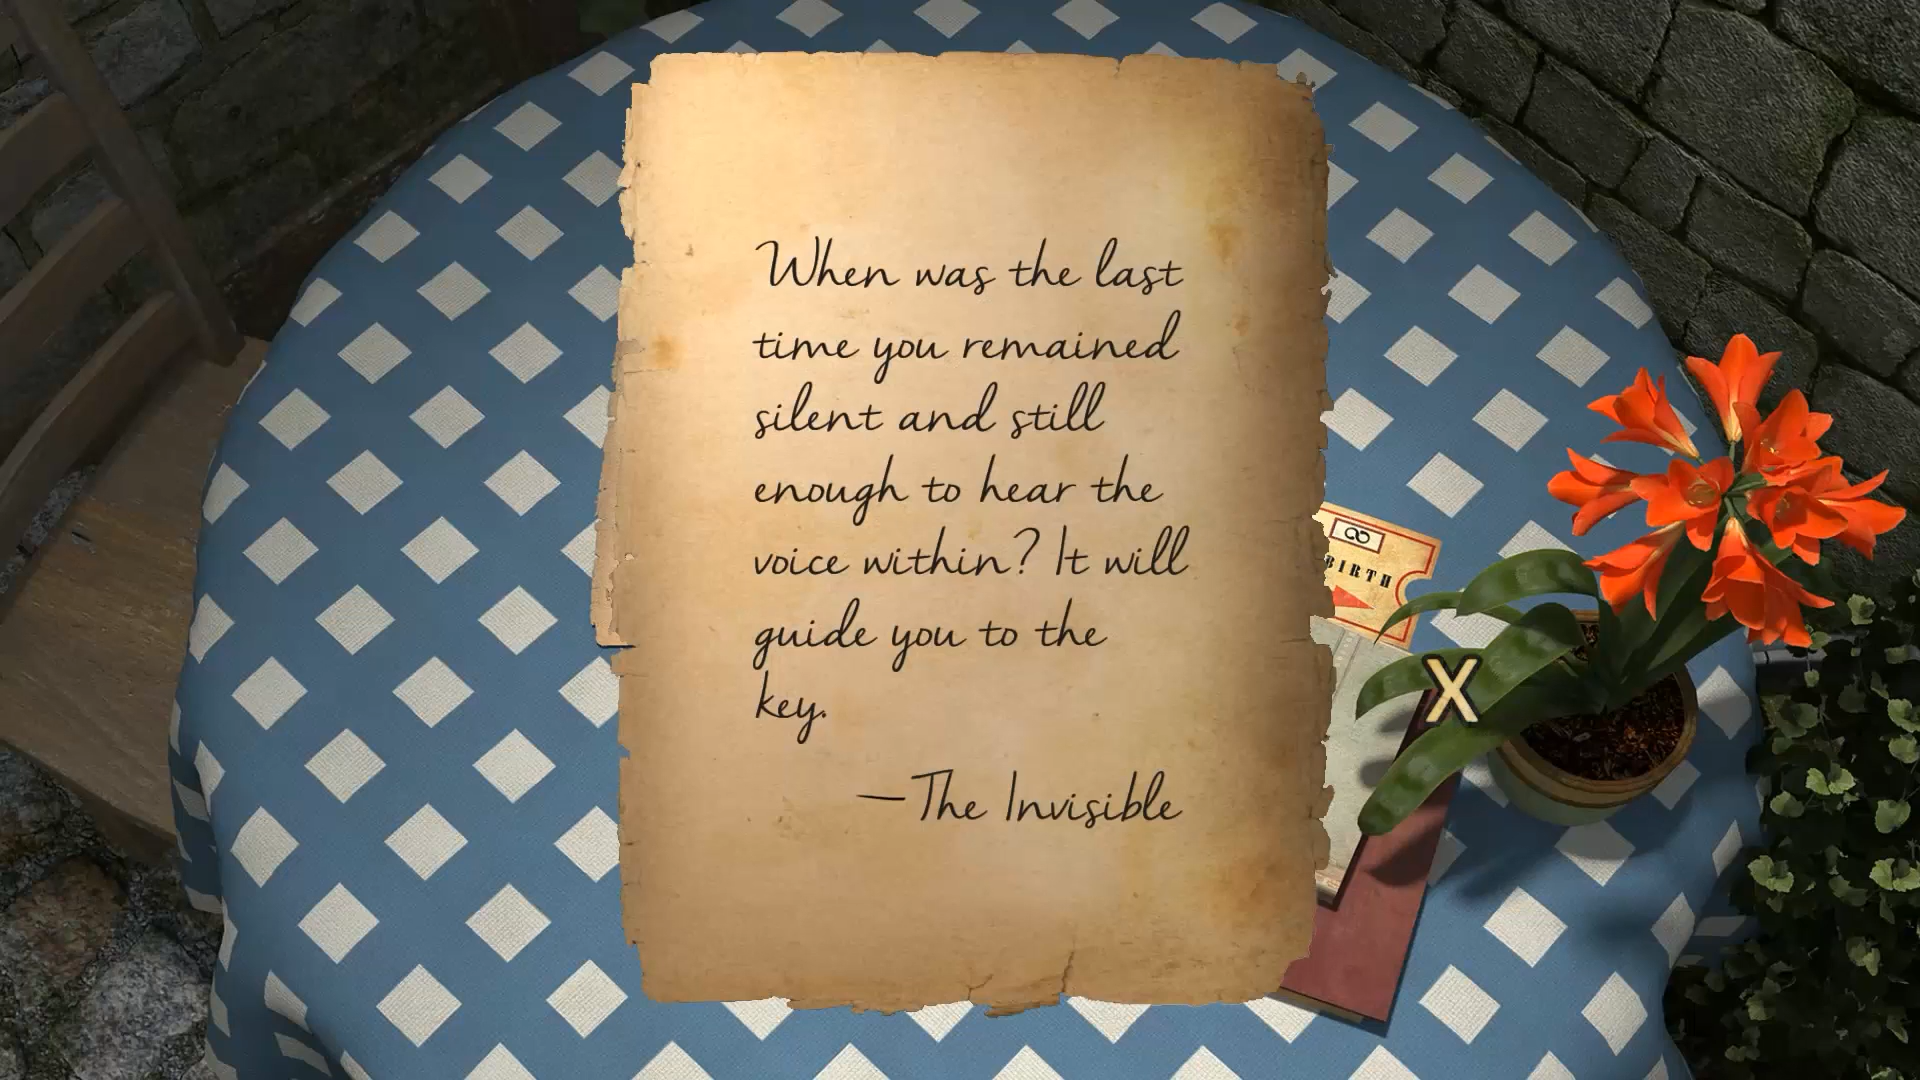 When was the last
time you remained
silent and still
enough to hear the
voice within? It will
guide you to the
key.
—The Invisible
BIRTH
X